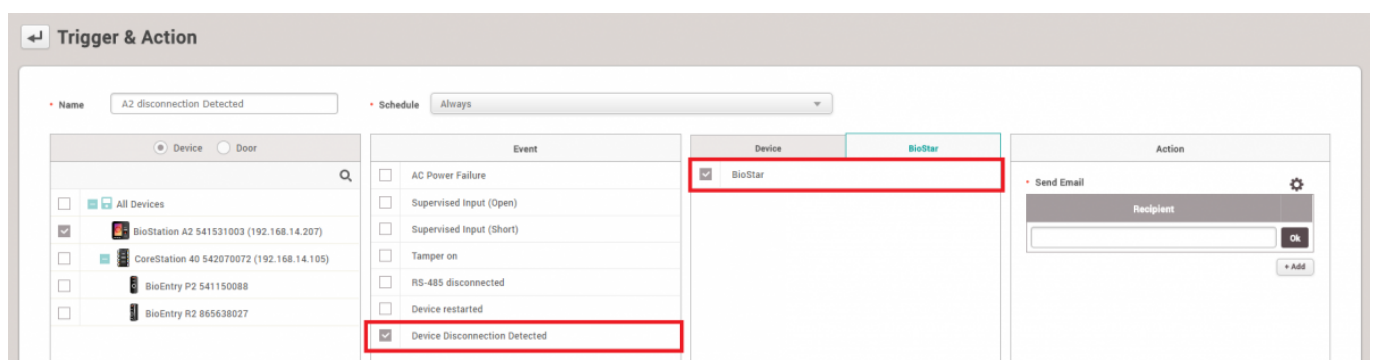 Trigger & Action
• Name A2 disconnection Detected • Schedule Always
Device Door
Event
Device BioStar
Action
All Devices
BioStation A2 541531003 (192.168.14.207)
CoreStation 40 542070072 (192.168.14.105)
BioEntry P2 541150088
BioEntry R2 865638027
AC Power Failure
Supervised Input (Open)
Supervised Input (Short)
Tamper on
RS-485 disconnected
Device restarted
Device Disconnection Detected
BioStar
• Send Email
Recipient
Ok
+ Add